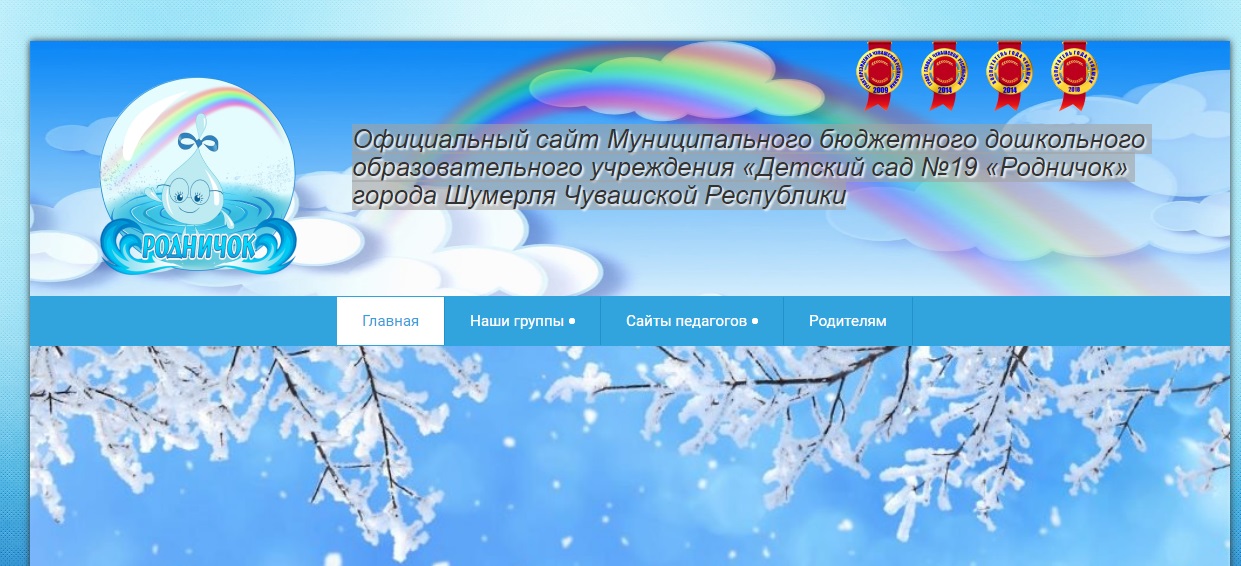 2009
2014
2014
2018
Официальный сайт Муниципального бюджетного дошкольного
образовательного учреждения «Детский сад №19 «Родничок»
города Шумерля Чувашской Республики
РОДНИЧОК
Главная
Наши группы
Сайты педагогов
Родителям